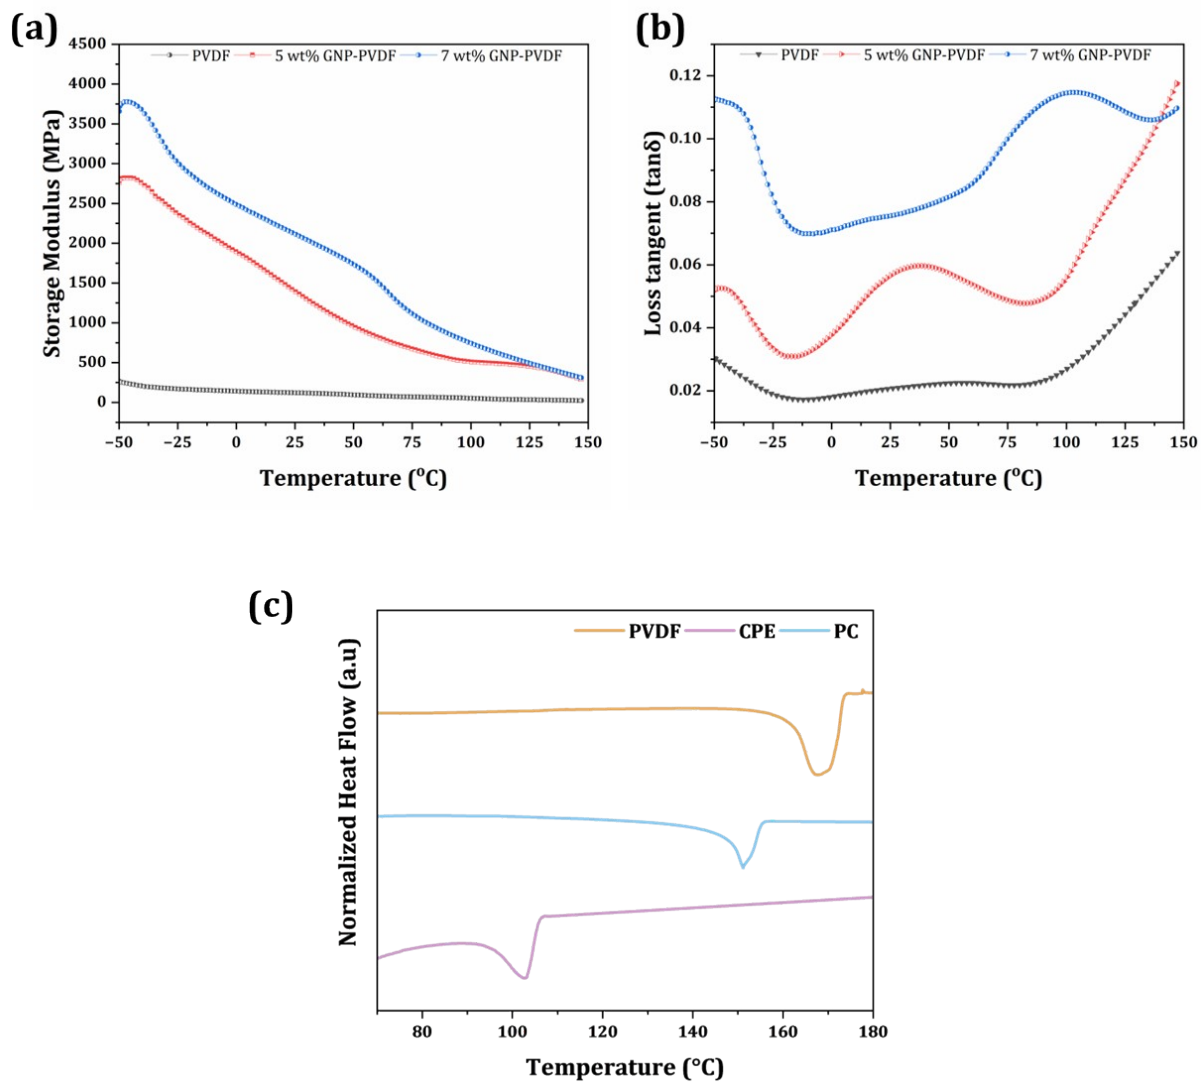 (a)
4500
4000
3500
3000
2500
2000
1500
1000
500
0
Storage Modulus (MPa)
PVDF 5 wt% GNP-PVDF 7 wt% GNP-PVDF
−50 −25 0 25 50 75 100 125 150
Temperature (⁰C)
(b)
0.12
0.10
0.08
0.06
0.04
0.02
Loss tangent (tanδ)
PVDF 5 wt% GNP-PVDF 7 wt% GNP-PVDF
−50 −25 0 25 50 75 100 125 150
Temperature (⁰C)
(c)
Normalized Heat Flow (a.u)
PVDF CPE PC
80 100 120 140 160 180
Temperature (°C)